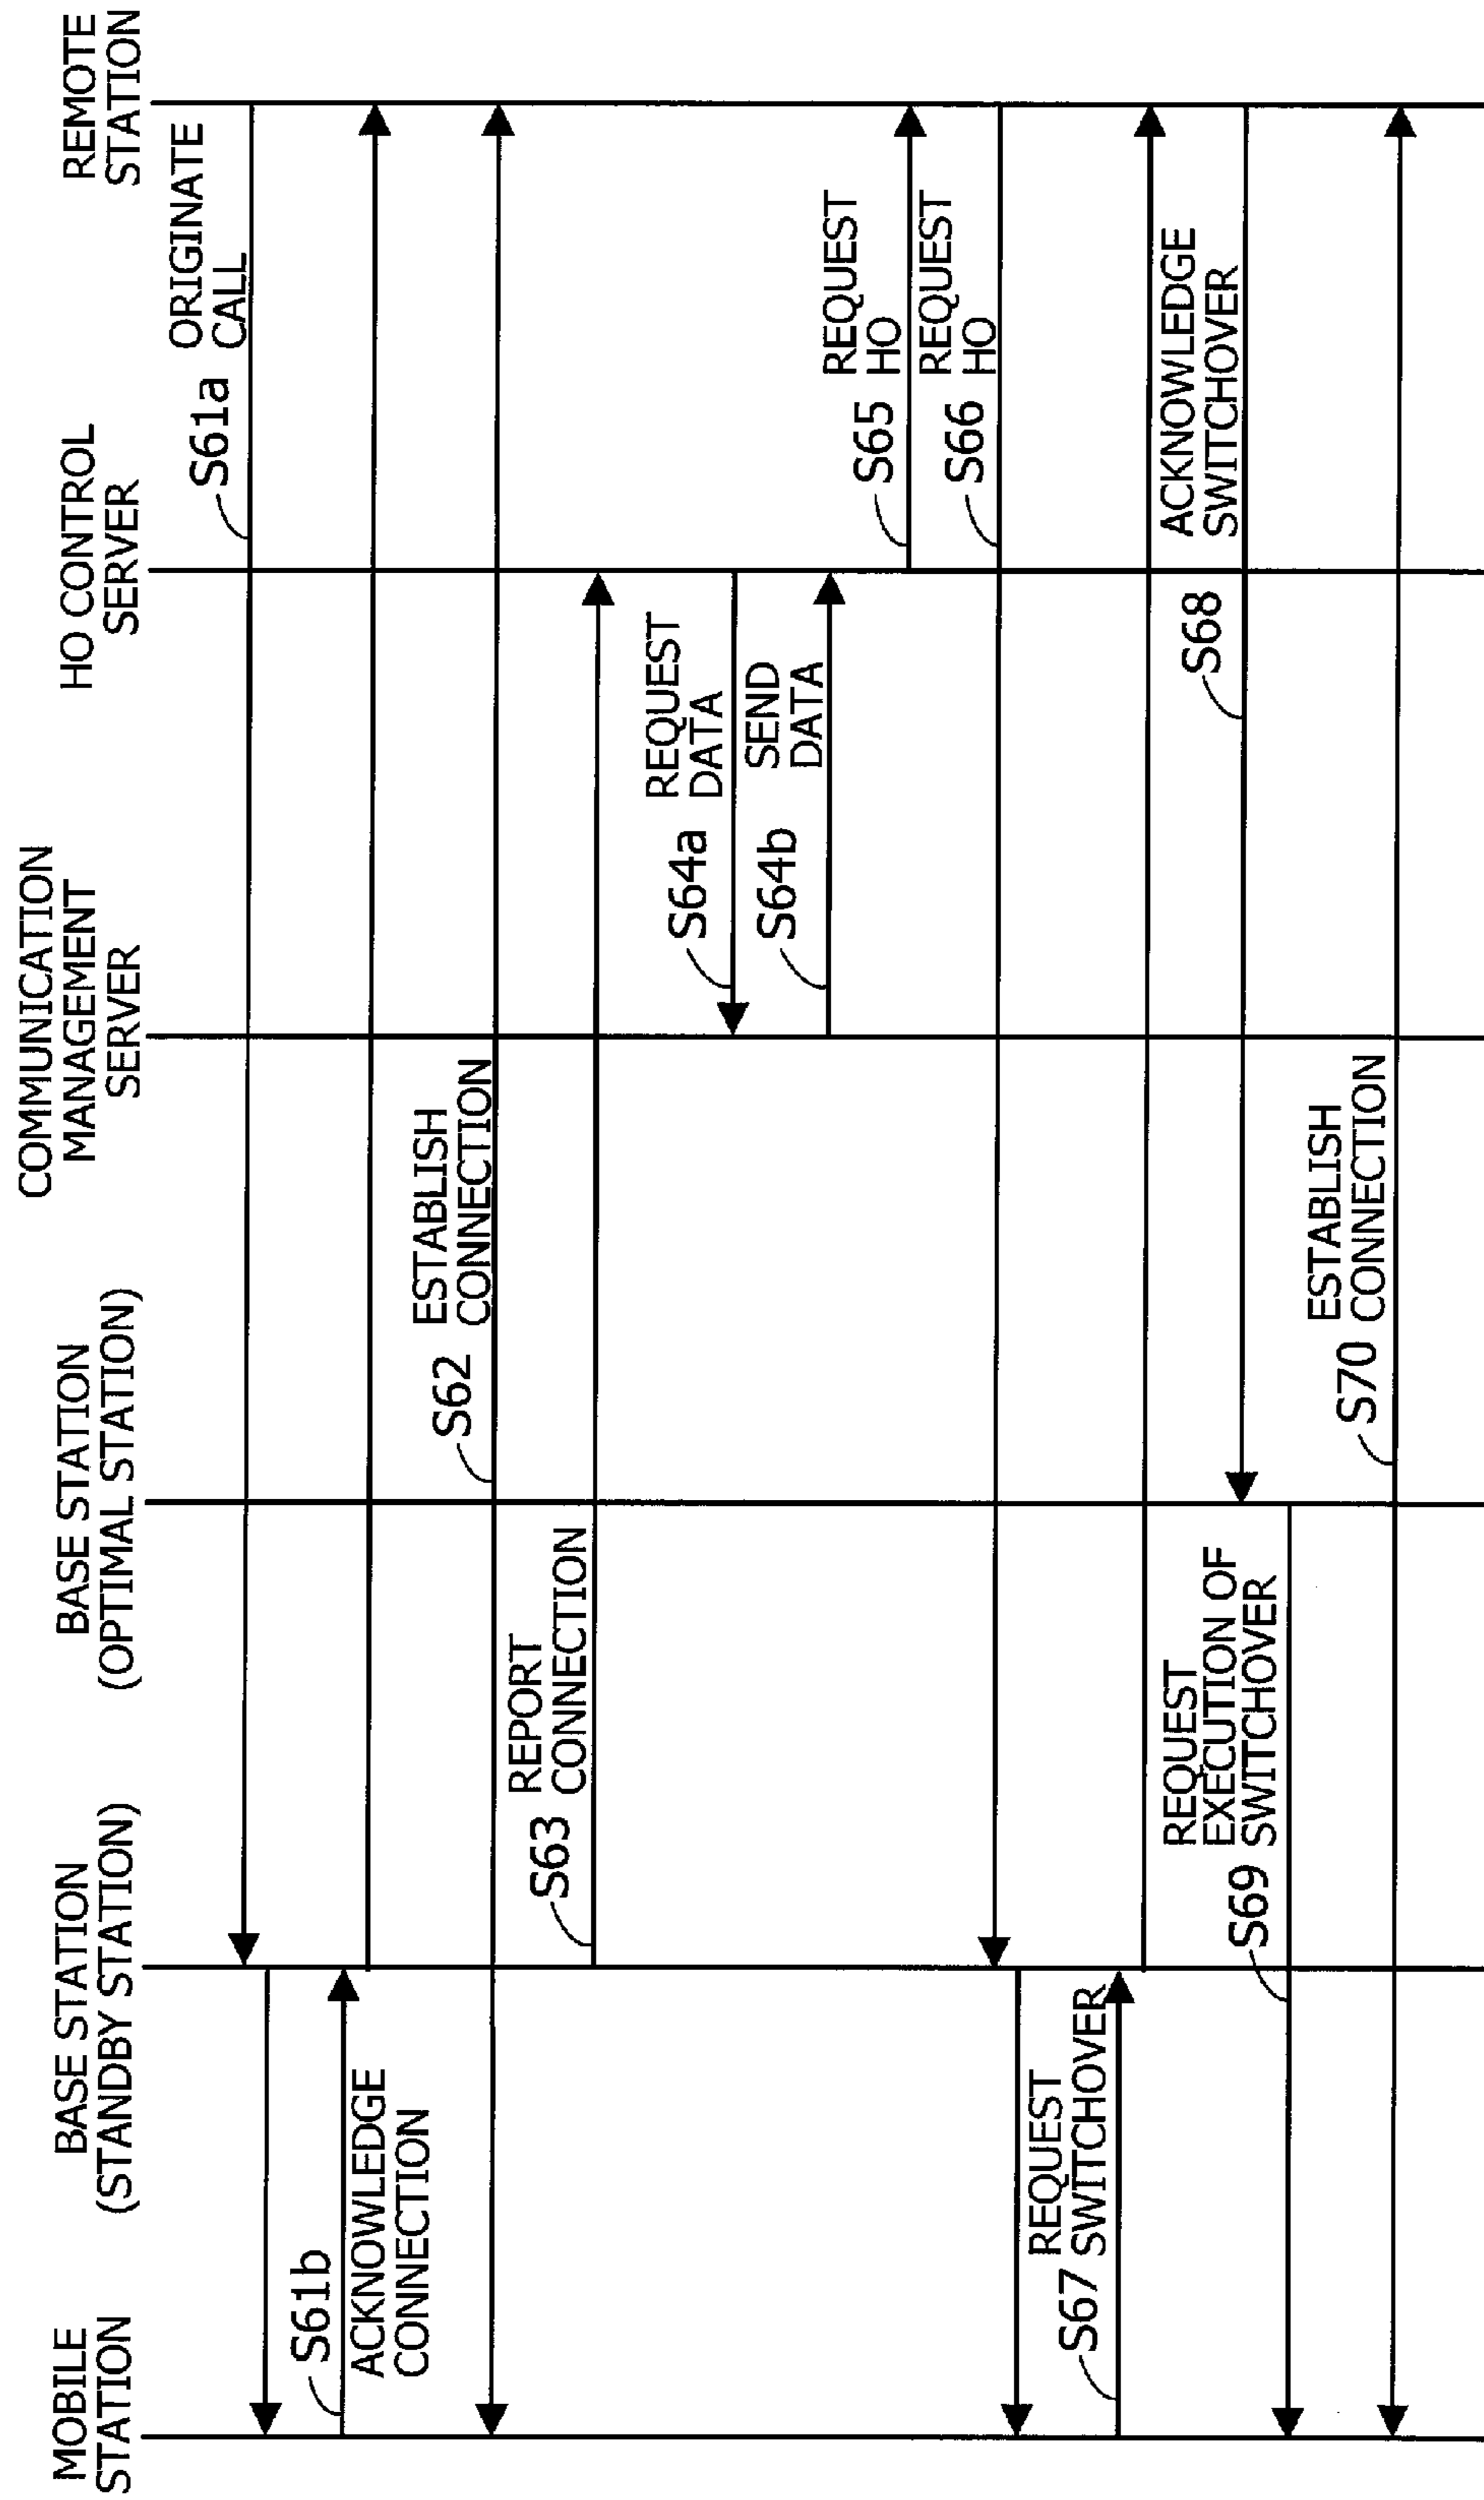 MOBILE
STATION
BASE STATION
(STANDBY STATION)
BASE STATION
(OPTIMAL STATION)
COMMUNICATION
MANAGEMENT
SERVER
HO CONTROL
SERVER
REMOTE
STATION
S61a
ORIGINATE
CALL
S61b
ACKNOWLEDGE
CONNECTION
S62
ESTABLISH
CONNECTION
S63
REPORT
CONNECTION
S64a
REQUEST
DATA
S64b
SEND
DATA
S65
REQUEST
HO
S66
REQUEST
HO
S67
REQUEST
SWITCHOVER
S68
ACKNOWLEDGE
SWITCHOVER
S69
REQUEST
EXECUTION OF
SWITCHOVER
S70
ESTABLISH
CONNECTION